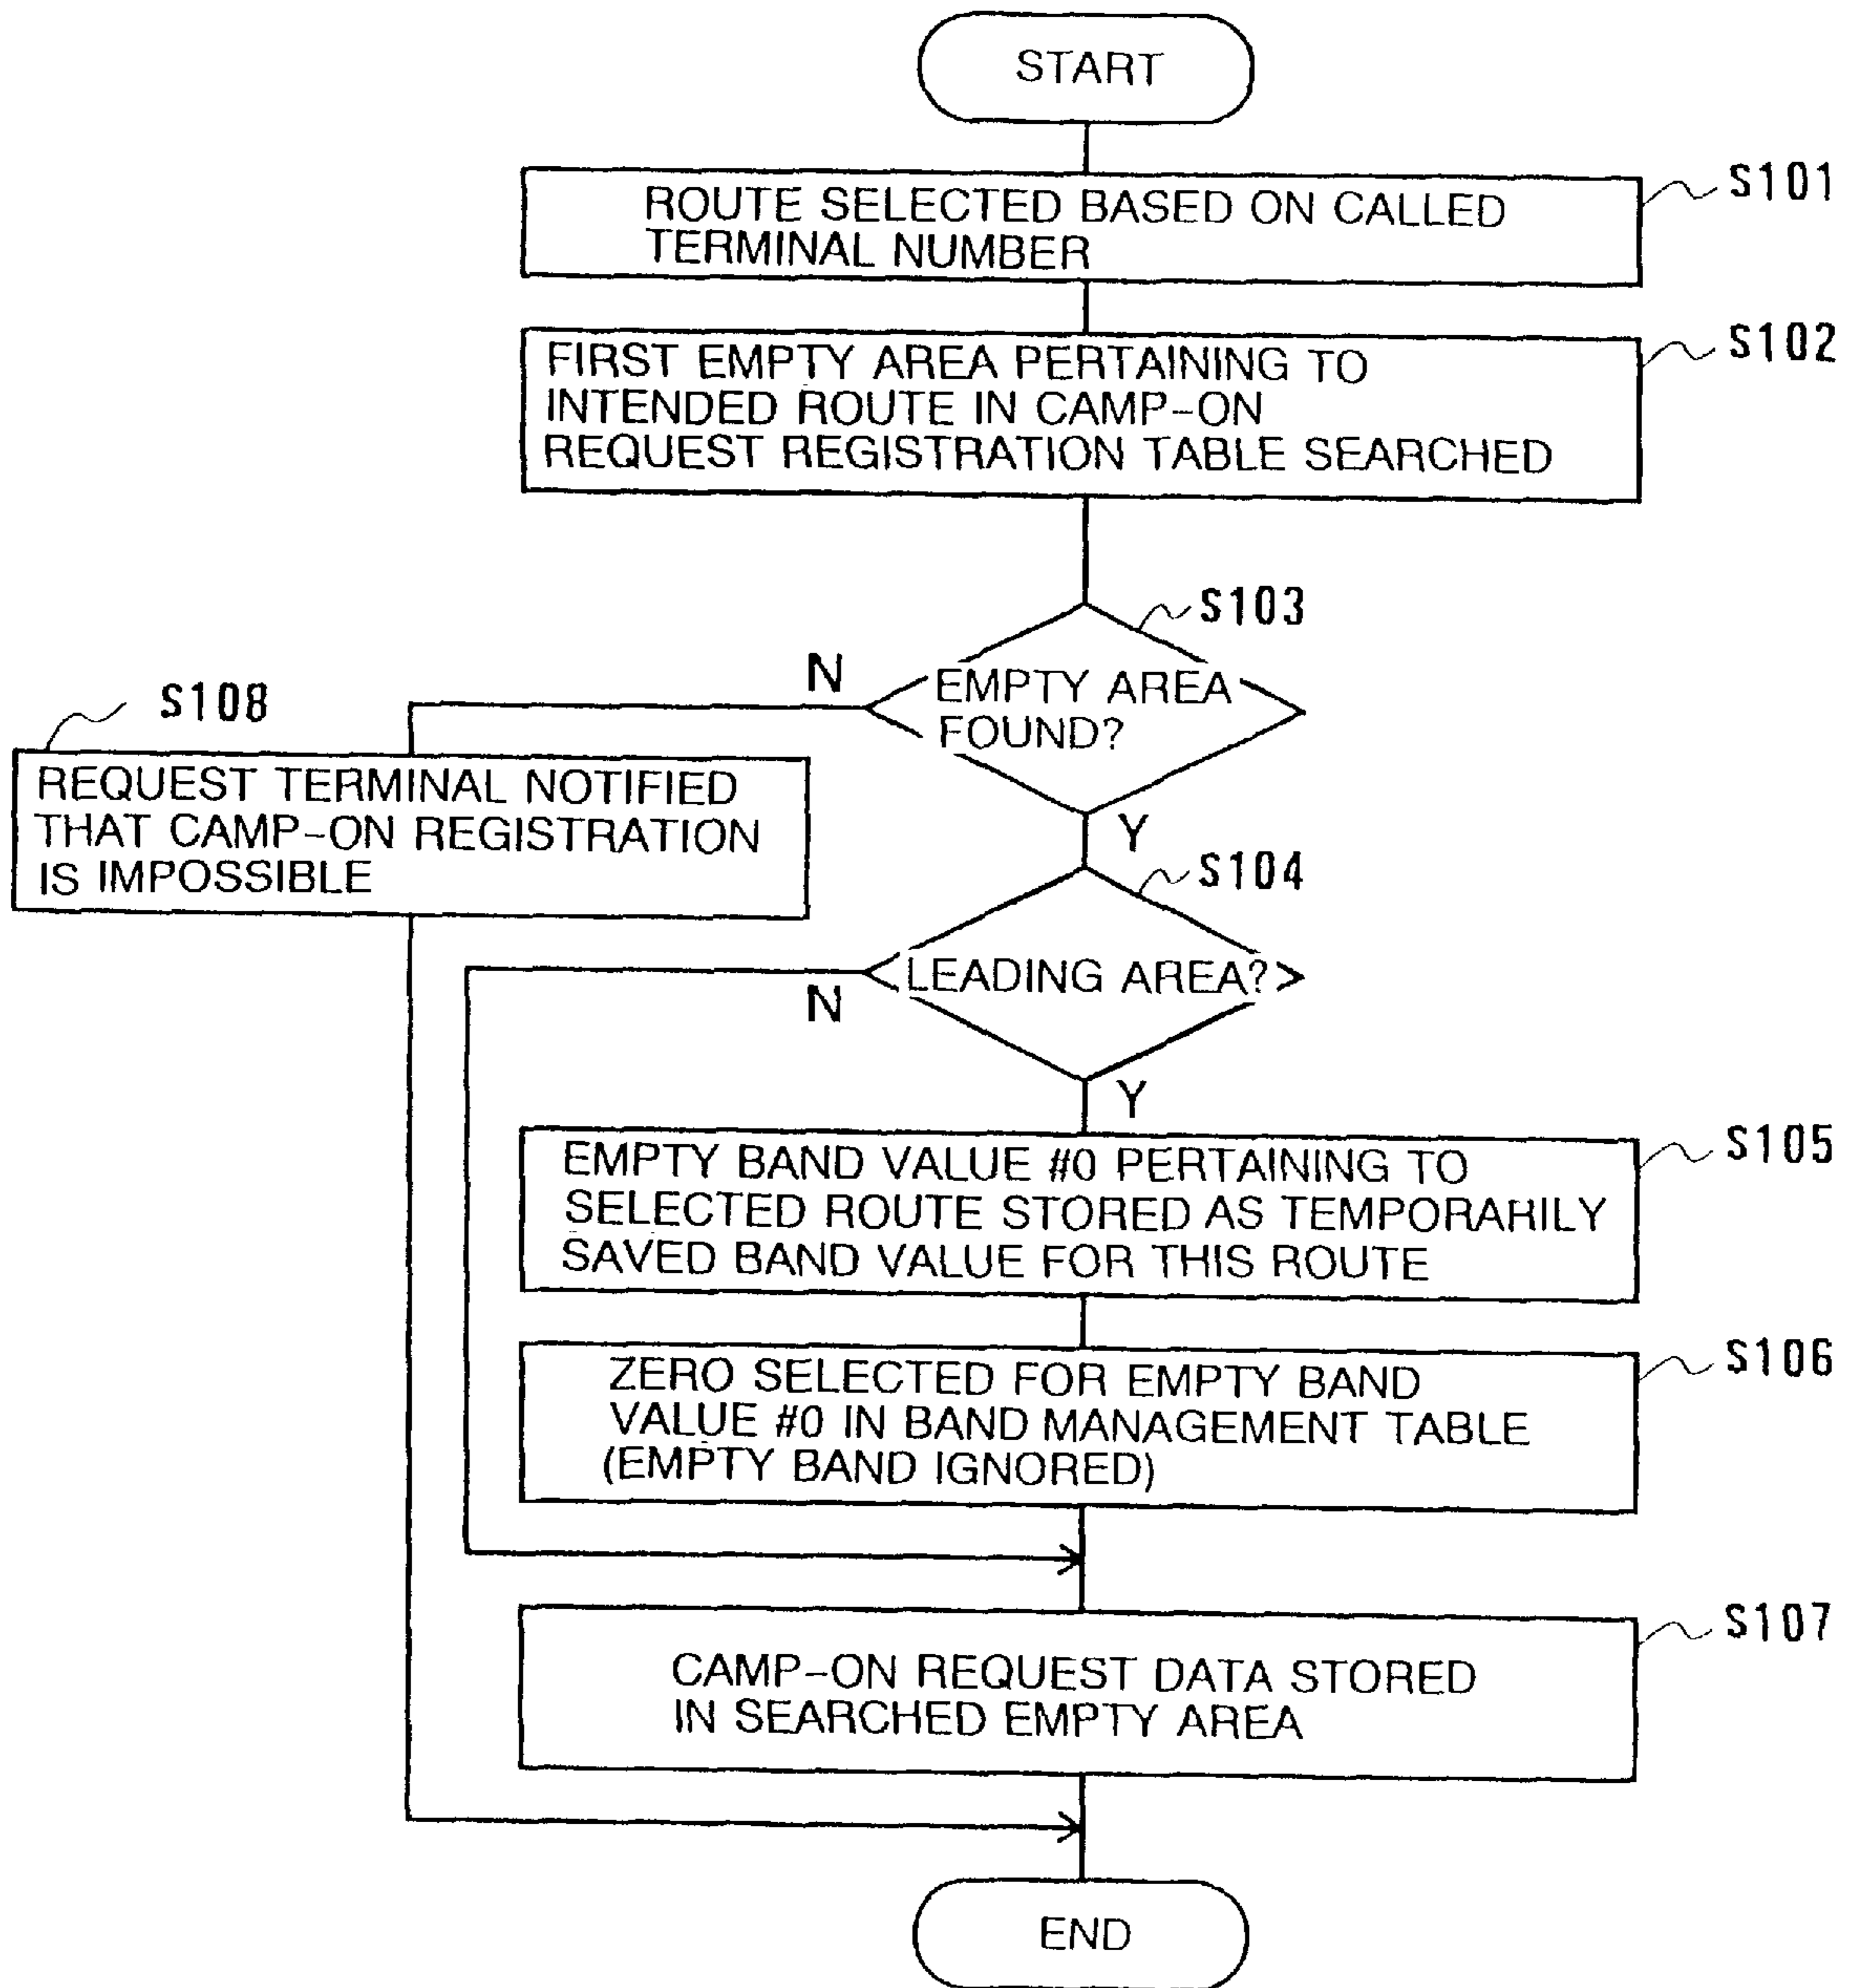 START
S101
ROUTE SELECTED BASED ON CALLED
TERMINAL NUMBER
S102
FIRST EMPTY AREA PERTAINING TO
INTENDED ROUTE IN CAMP-ON
REQUEST REGISTRATION TABLE SEARCHED
S103
N
EMPTY AREA
FOUND?
Y
S108
REQUEST TERMINAL NOTIFIED
THAT CAMP-ON REGISTRATION
IS IMPOSSIBLE
S104
LEADING AREA?
N
Y
S105
EMPTY BAND VALUE #0 PERTAINING TO
SELECTED ROUTE STORED AS TEMPORAHILY
SAVED BAND VALUE FOR THIS ROUTE
S106
ZERO SELECTED FOR EMPTY BAND
VALUE #0 IN BAND MANAGEMENT TABLE
(EMPTY BAND IGNORED)
S107
CAMP-ON REQUEST DATA STORED
IN SEARCHED EMPTY AREA
END